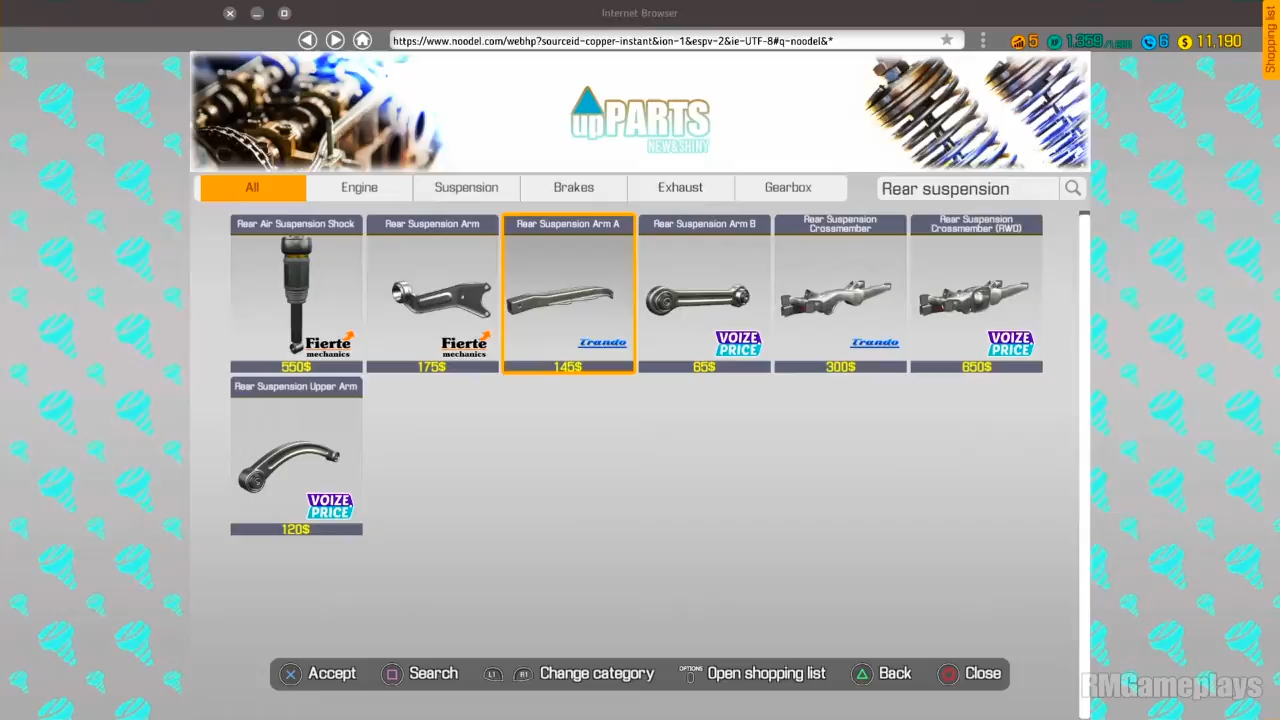 Internet Browser
https://www.noodel.com/webhp?sourceid-copper-instant&ion-1&espv-2&ie-UTF-8#q-noodel&*
5 1,359 6 $ 11,190
Shopping list
upPARTS
NEW&SHINY
All Engine Suspension Brakes Exhaust Gearbox Rear suspension
Rear Air Suspension Shock
Fierte mechanics
550$
Rear Suspension Arm
Fierte mechanics
175$
Rear Suspension Arm A
Trando
145$
Rear Suspension Arm B
VOIZE PRICE
65$
Rear Suspension Crossmember
Trando
300$
Rear Suspension Crossmember (RWD)
VOIZE PRICE
650$
Rear Suspension Upper Arm
VOIZE PRICE
120$
Accept Search L1 R1 Change category OPTIONS Open shopping list Back Close
RMGameplays